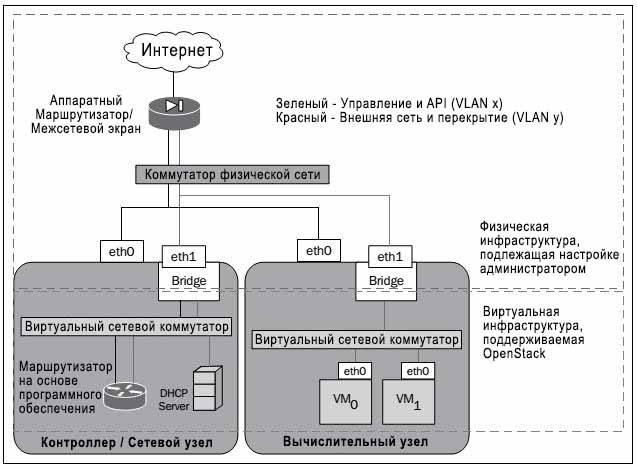 Интернет
Аппаратный
Маршрутизатор/
Межсетевой экран
Зеленый - Управление и API (VLAN x)
Красный - Внешняя сеть и перекрытие (VLAN y)
Коммутатор физической сети
eth0
eth1
Bridge
eth0
eth1
Bridge
Физическая
инфраструктура,
подлежащая настройке
администратором
Виртуальный сетевой коммутатор
Маршрутизатор
на основе
программного
обеспечения
DHCP
Server
Контроллер / Сетевой узел
Виртуальный сетевой коммутатор
eth0
eth0
VM0
VM1
Вычислительный узел
Виртуальная
инфраструктура,
поддерживаемая
OpenStack